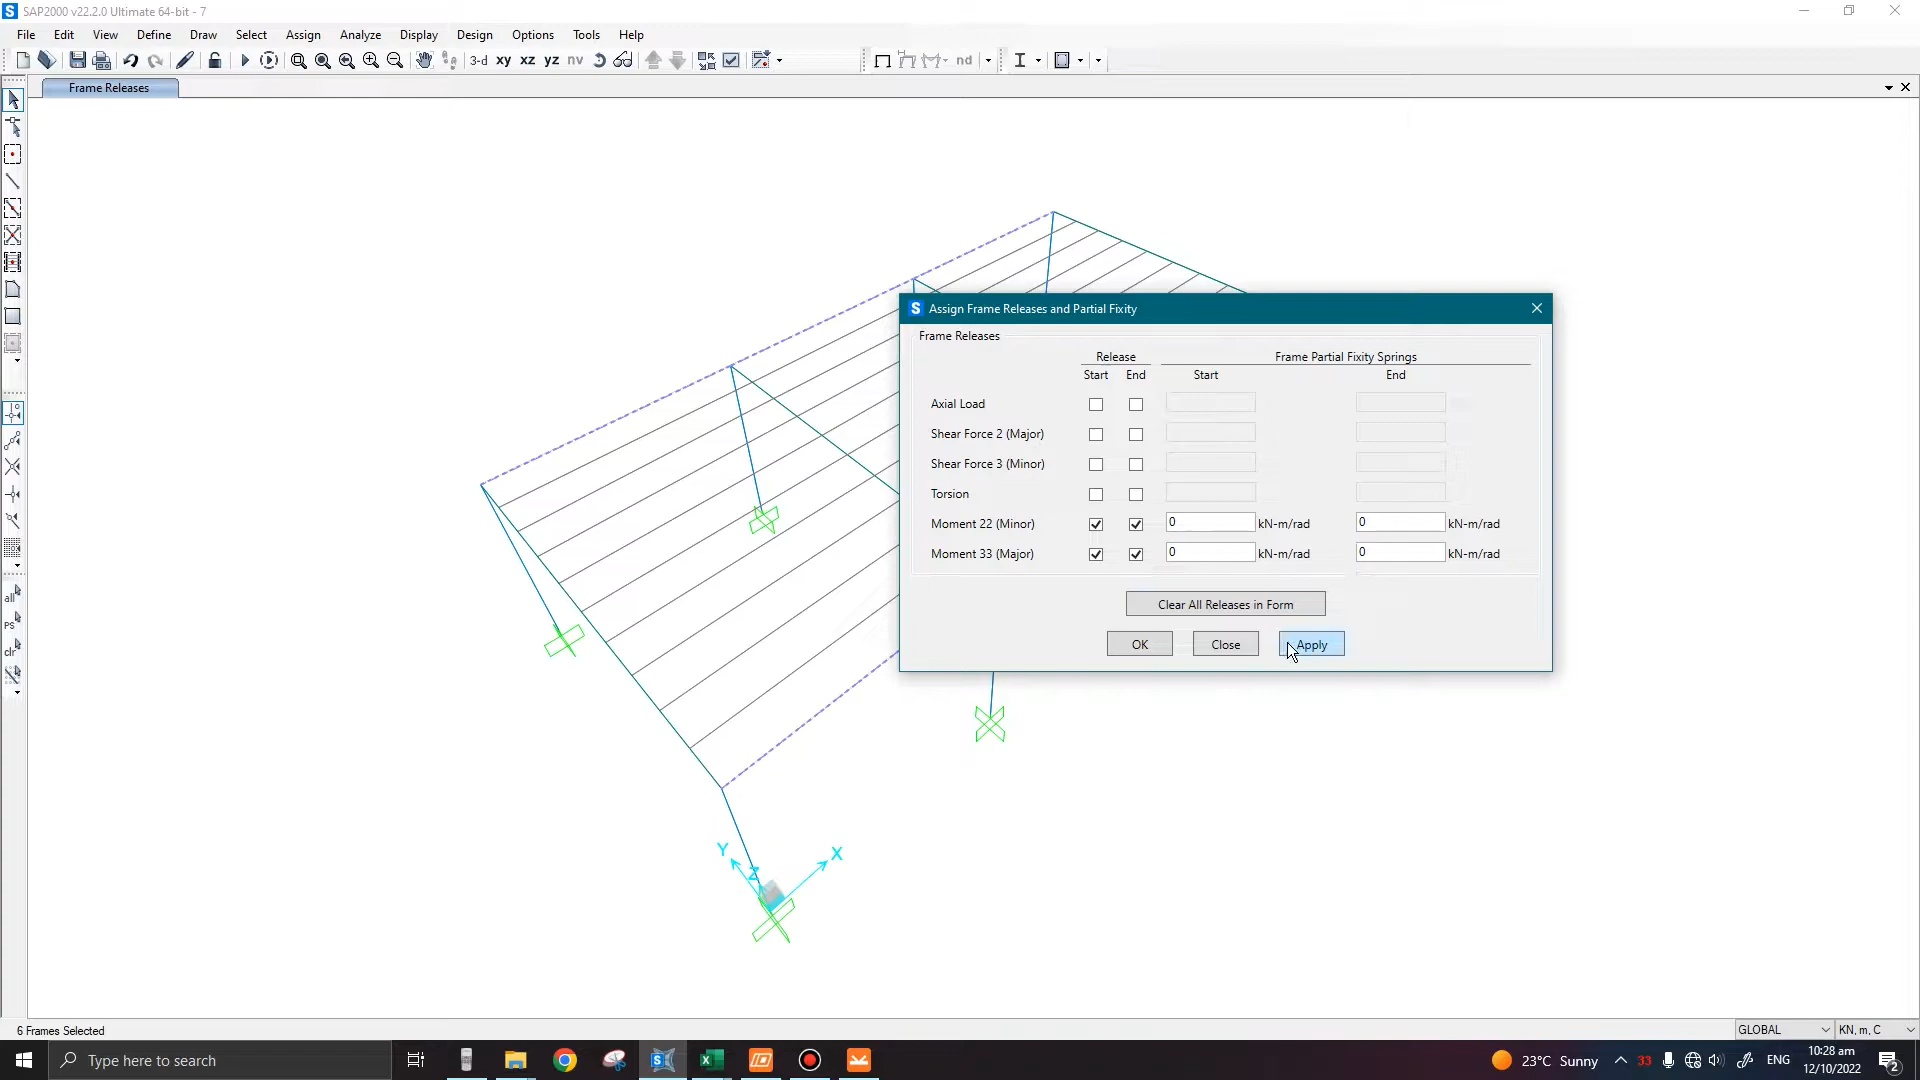 SAP2000 v22.2.0 Ultimate 64-bit - 7
File Edit View Define Draw Select Assign Analyze Display Design Options Tools Help
3-d xy xz yz nv nd
Frame Releases
Assign Frame Releases and Partial Fixity
Frame Releases
Release Frame Partial Fixity Springs
Start End Start End
Axial Load
Shear Force 2 (Major)
Shear Force 3 (Minor)
Torsion
Moment 22 (Minor) 0 kN-m/rad 0 kN-m/rad
Moment 33 (Major) 0 kN-m/rad 0 kN-m/rad
Clear All Releases in Form
OK Close Apply
all
PS
clr
Y X
Z
6 Frames Selected GLOBAL KN, m, C
Type here to search 23°C Sunny 33 ENG 10:28 am
12/10/2022
2